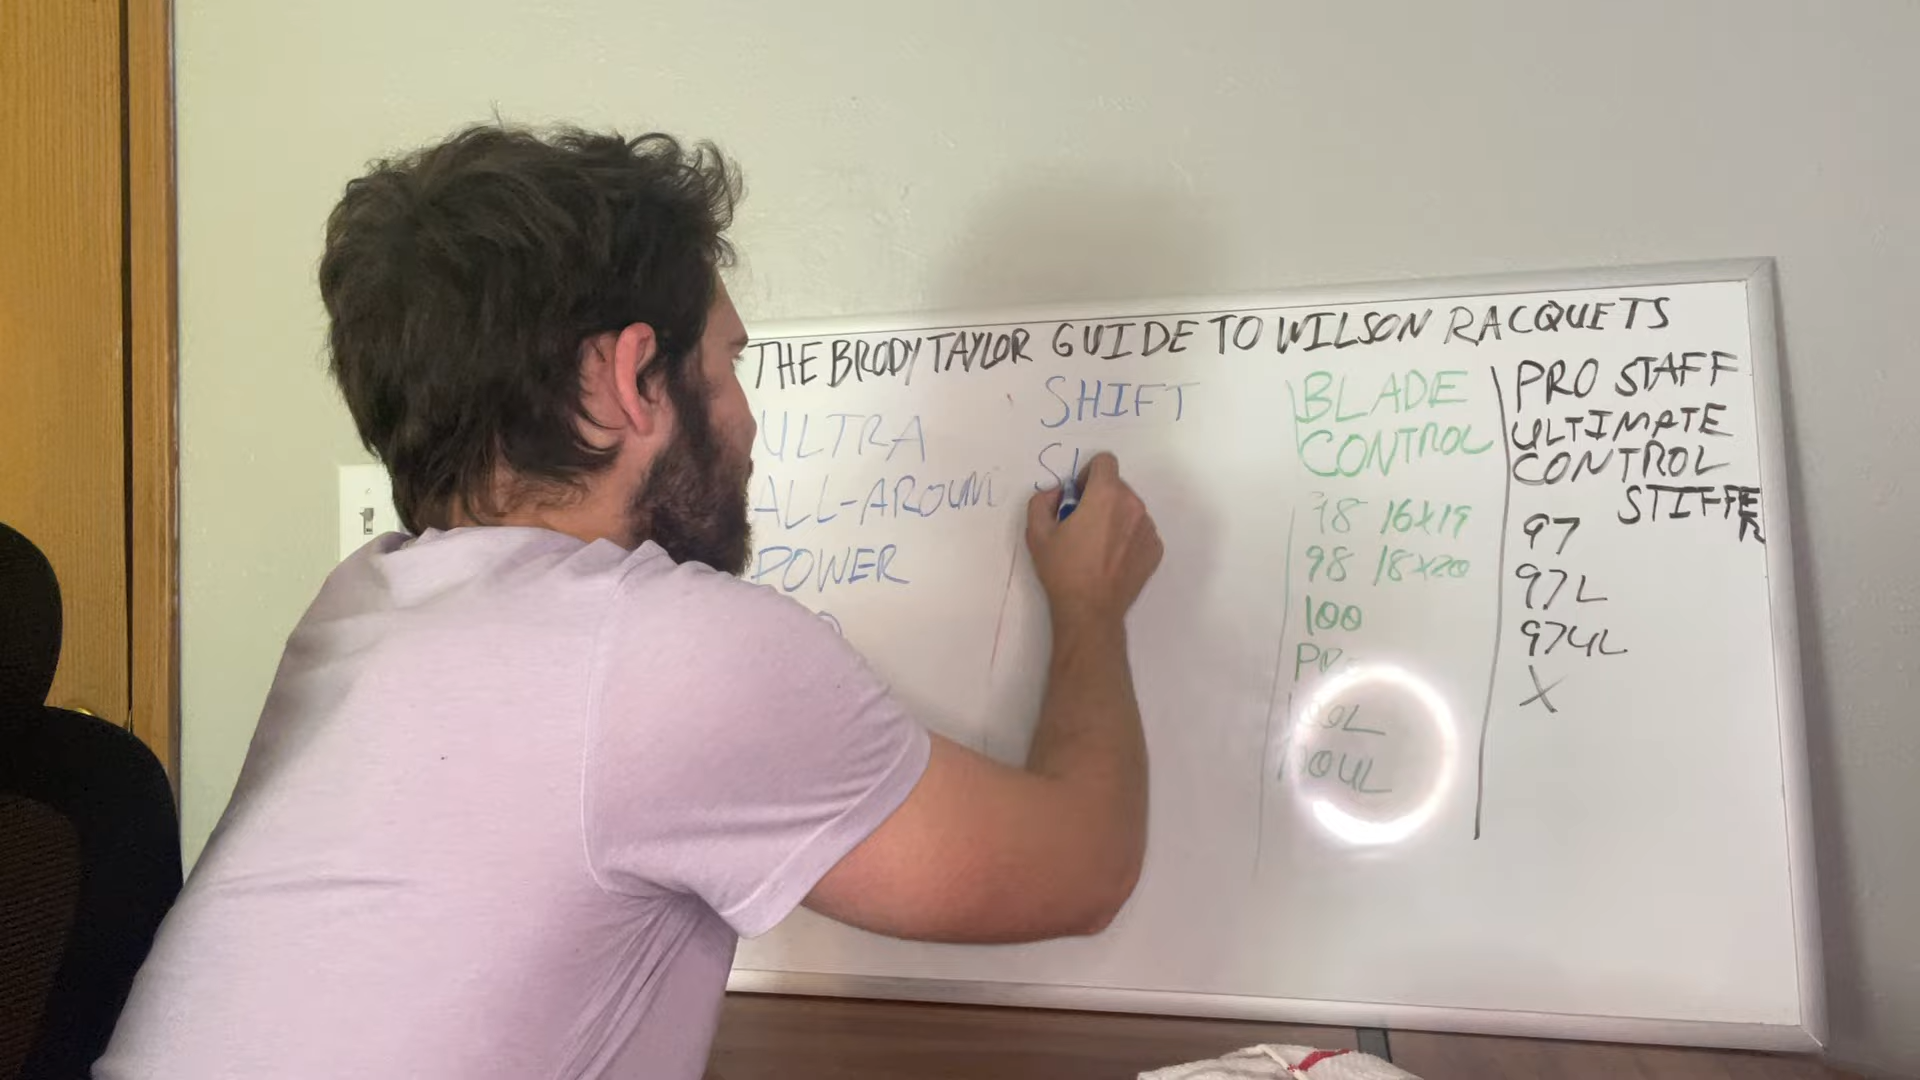 THE BRODY TAYLOR GUIDE TO WILSON RACQUETS
ULTRA
ALL-AROUN
POWER
SHIFT
BLADE
CONTROL
98 16x19
98 18x20
100
100UL
PRO STAFF
ULTIMATE
CONTROL
STIFFER
97
97L
97UL
X